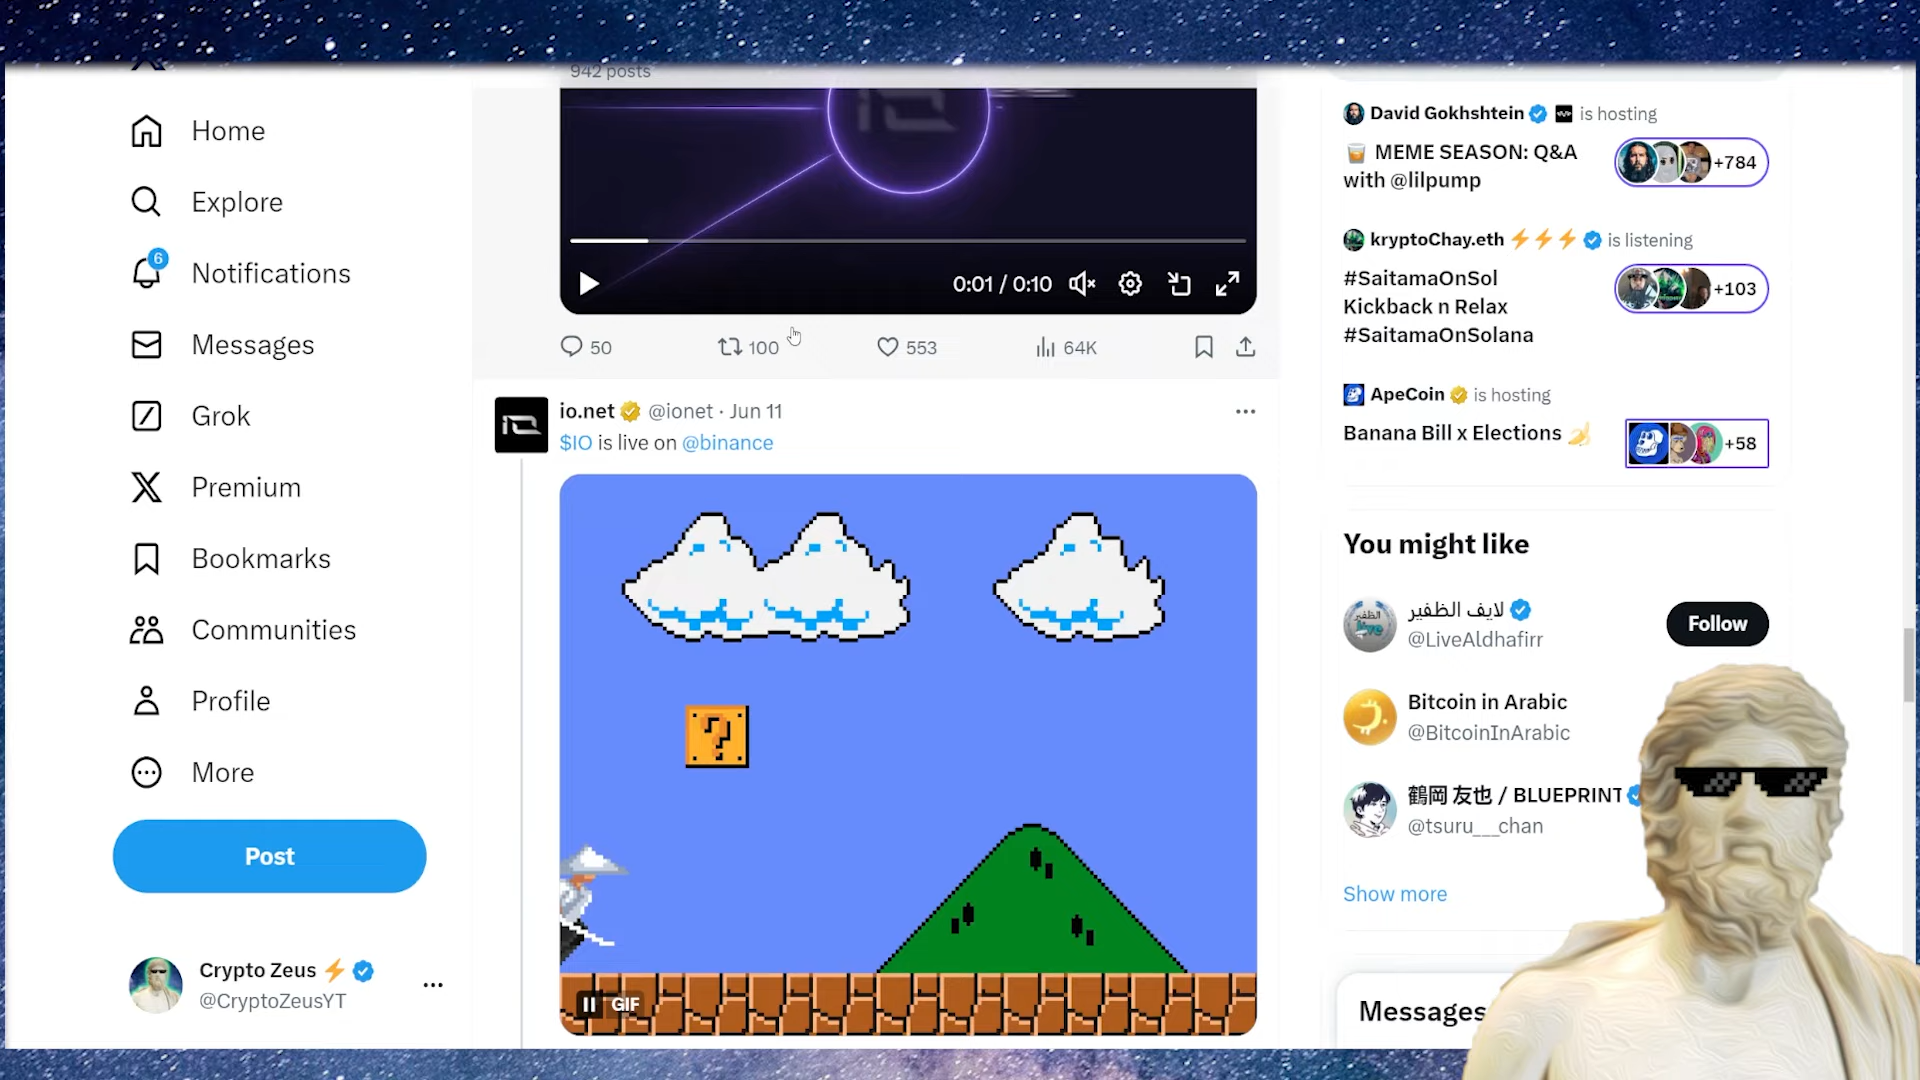 942 posts
Home
Explore
6
Notifications
Messages
Grok
Premium
Bookmarks
Communities
Profile
More
Post
Crypto Zeus
@CryptoZeusYT
0:01 / 0:10
50
100
553
64K
io.net @ionet · Jun 11
$IO is live on @binance
?
GIF
David Gokhshtein is hosting
MEME SEASON: Q&A
with @lilpump
+784
kryptoChay.eth is listening
#SaitamaOnSol
Kickback n Relax
#SaitamaOnSolana
+103
ApeCoin is hosting
Banana Bill x Elections
+58
You might like
لايف الظفير
@LiveAldhafirr
Follow
Bitcoin in Arabic
@BitcoinInArabic
鶴岡 友也 / BLUEPRINT
@tsuru___chan
Show more
Messages